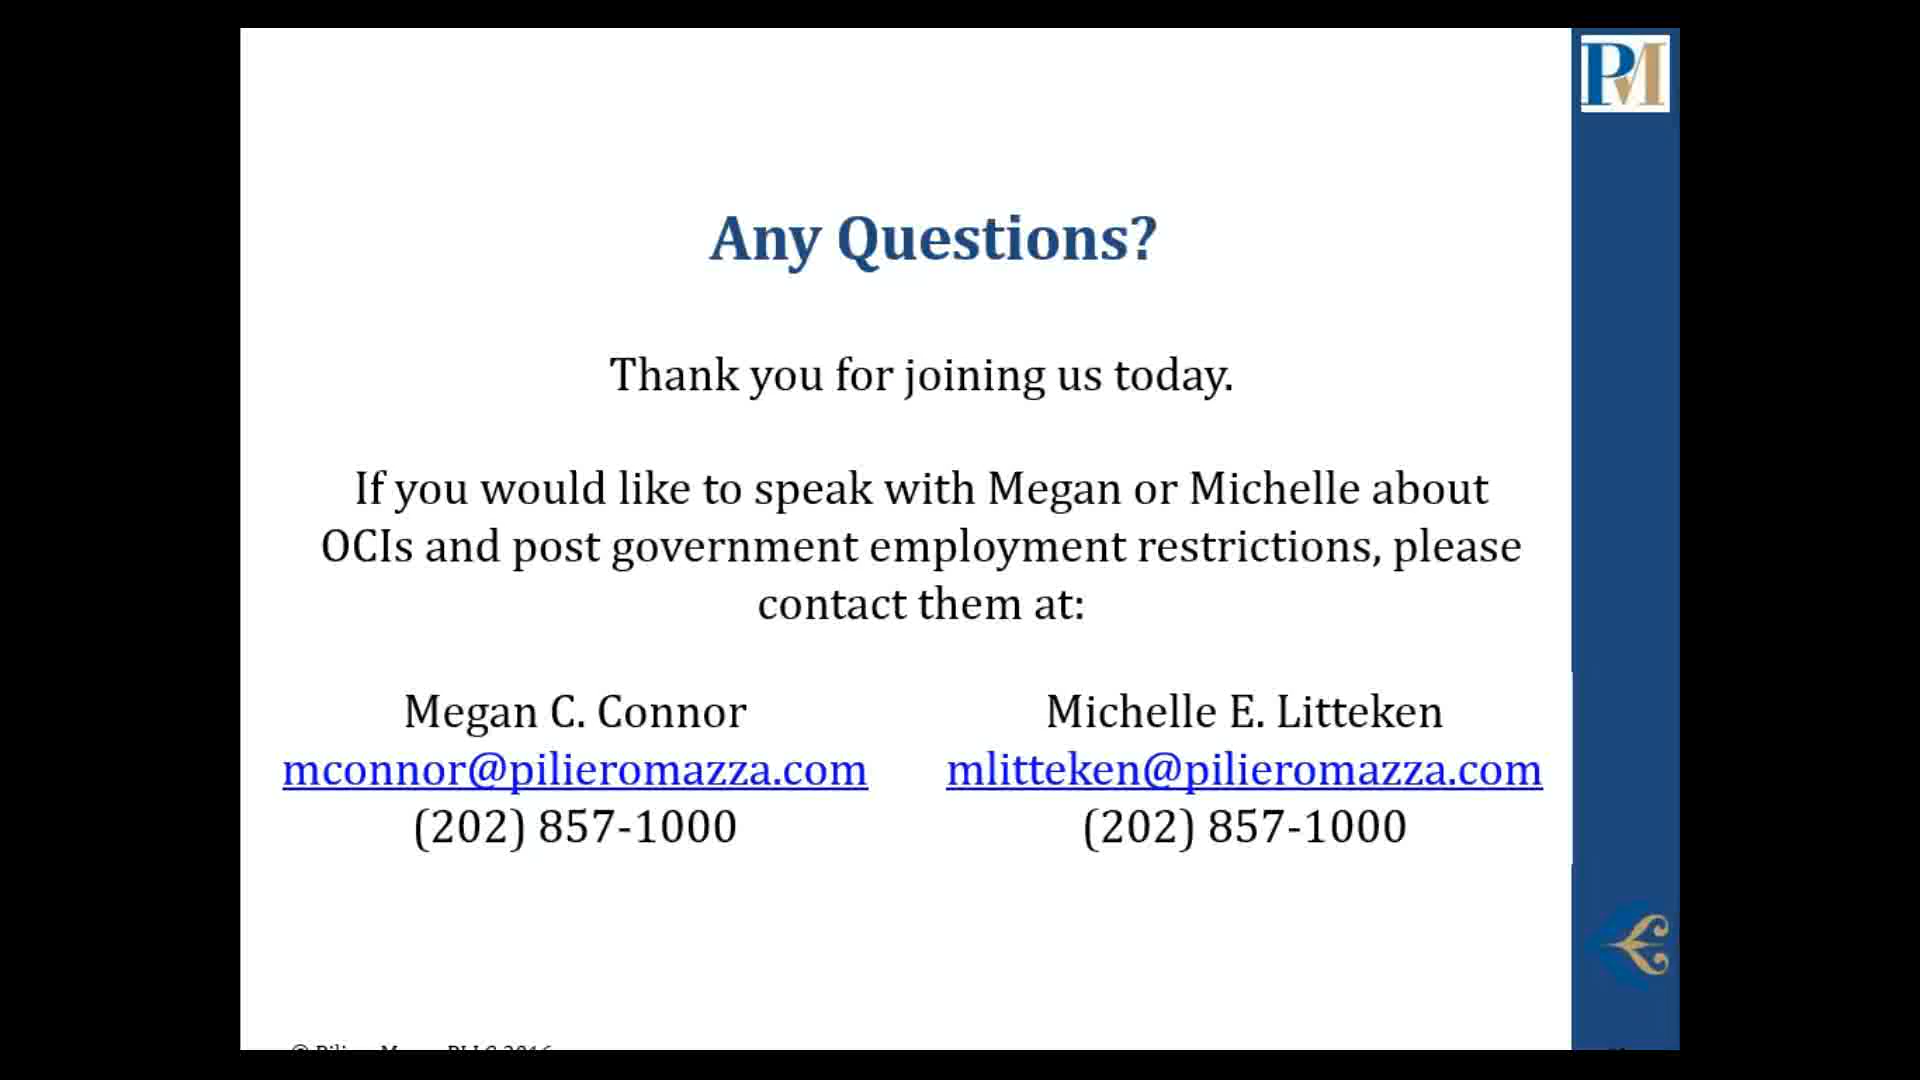 PM
Any Questions?
Thank you for joining us today.
If you would like to speak with Megan or Michelle about
OCIs and post government employment restrictions, please
contact them at:
Megan C. Connor
mconnor@pilieromazza.com
(202) 857-1000
Michelle E. Litteken
mlitteken@pilieromazza.com
(202) 857-1000